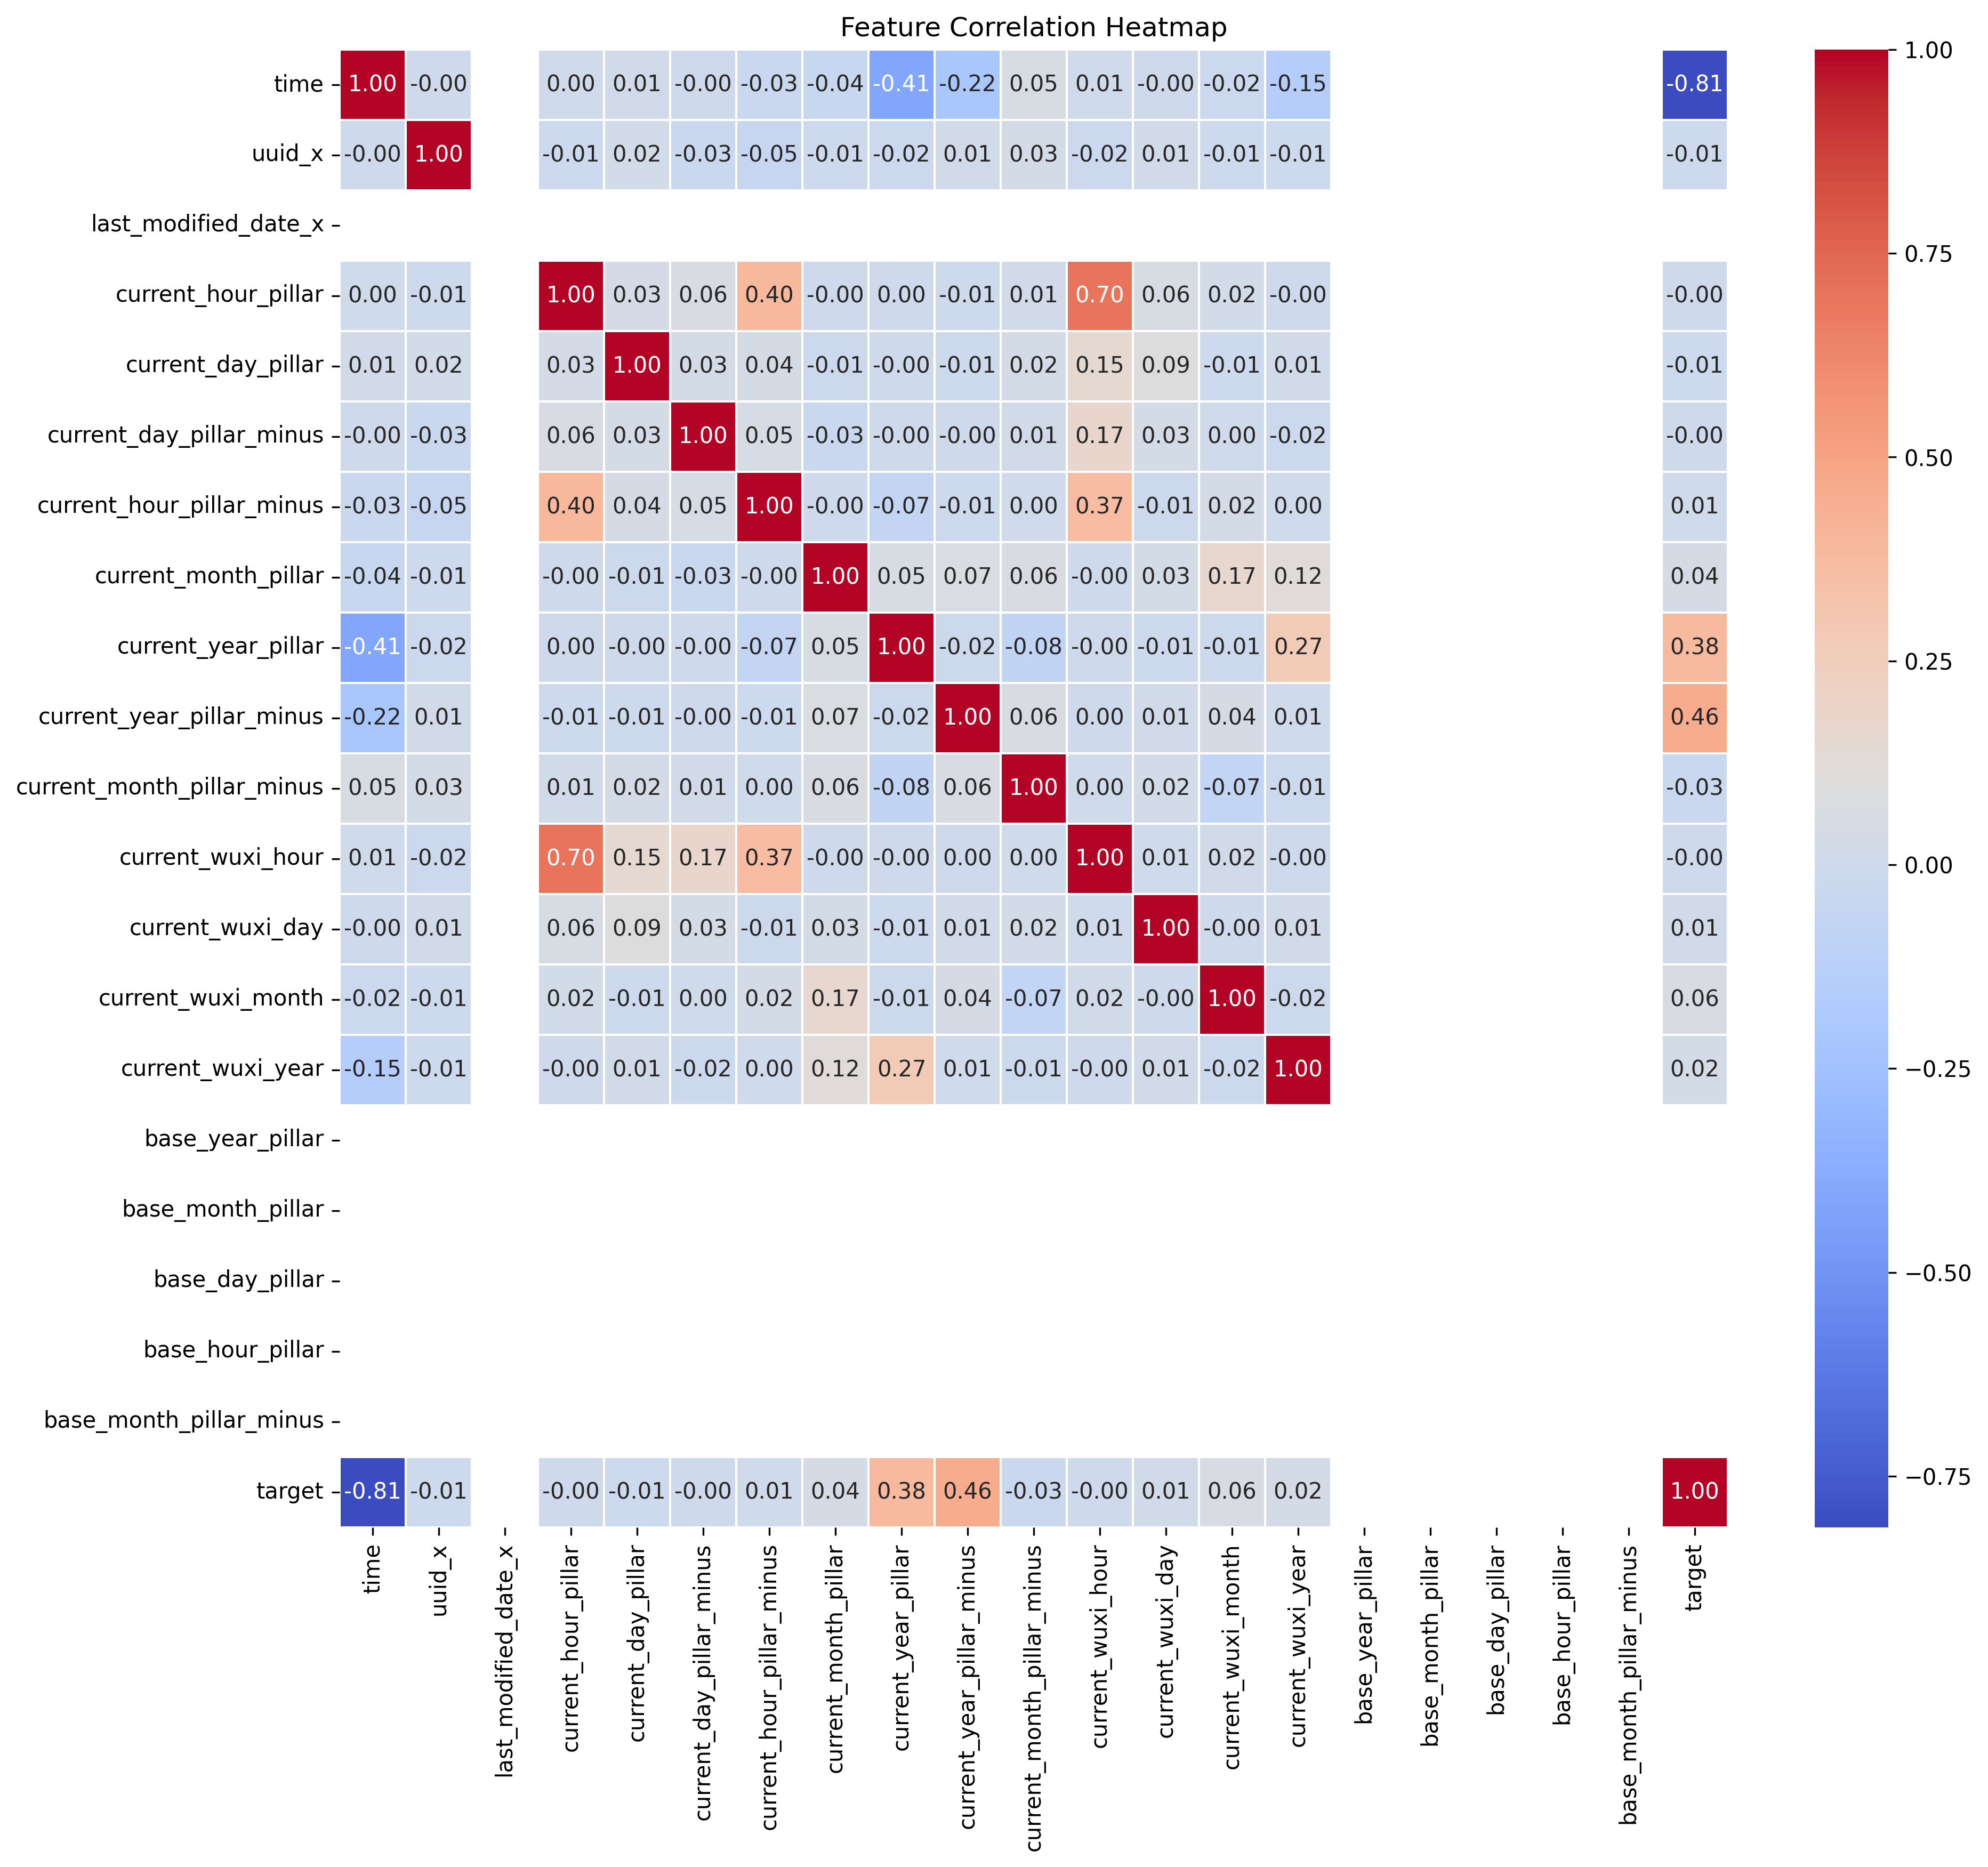 Feature Correlation Heatmap
time 1.00 -0.00 0.00 0.01 -0.00 -0.03 -0.04 -0.41 -0.22 0.05 0.01 -0.00 -0.02 -0.15 -0.81
uuid_x -0.00 1.00 -0.01 0.02 -0.03 -0.05 -0.01 -0.02 0.01 0.03 -0.02 0.01 -0.01 -0.01 -0.01
last_modified_date_x
current_hour_pillar 0.00 -0.01 1.00 0.03 0.06 0.40 -0.00 0.00 -0.01 0.01 0.70 0.06 0.02 -0.00 -0.00
current_day_pillar 0.01 0.02 0.03 1.00 0.03 0.04 -0.01 -0.00 -0.01 0.02 0.15 0.09 -0.01 0.01 -0.01
current_day_pillar_minus -0.00 -0.03 0.06 0.03 1.00 0.05 -0.03 -0.00 -0.00 0.01 0.17 0.03 0.00 -0.02 -0.00
current_hour_pillar_minus -0.03 -0.05 0.40 0.04 0.05 1.00 -0.00 -0.07 -0.01 0.00 0.37 -0.01 0.02 0.00 0.01
current_month_pillar -0.04 -0.01 -0.00 -0.01 -0.03 -0.00 1.00 0.05 0.07 0.06 -0.00 0.03 0.17 0.12 0.04
current_year_pillar -0.41 -0.02 0.00 -0.00 -0.00 -0.07 0.05 1.00 -0.02 -0.08 -0.00 -0.01 -0.01 0.27 0.38
current_year_pillar_minus -0.22 0.01 -0.01 -0.01 -0.00 -0.01 0.07 -0.02 1.00 0.06 0.00 0.01 0.04 0.01 0.46
current_month_pillar_minus 0.05 0.03 0.01 0.02 0.01 0.00 0.06 -0.08 0.06 1.00 0.00 0.02 -0.07 -0.01 -0.03
current_wuxi_hour 0.01 -0.02 0.70 0.15 0.17 0.37 -0.00 -0.00 0.00 0.00 1.00 0.01 0.02 -0.00 -0.00
current_wuxi_day -0.00 0.01 0.06 0.09 0.03 -0.01 0.03 -0.01 0.01 0.02 0.01 1.00 -0.00 0.01 0.01
current_wuxi_month -0.02 -0.01 0.02 -0.01 0.00 0.02 0.17 -0.01 0.04 -0.07 0.02 -0.00 1.00 -0.02 0.06
current_wuxi_year -0.15 -0.01 -0.00 0.01 -0.02 0.00 0.12 0.27 0.01 -0.01 -0.00 0.01 -0.02 1.00 0.02
base_year_pillar
base_month_pillar
base_day_pillar
base_hour_pillar
base_month_pillar_minus
target -0.81 -0.01 -0.00 -0.01 -0.00 0.01 0.04 0.38 0.46 -0.03 -0.00 0.01 0.06 0.02 1.00
time
uuid_x
last_modified_date_x
current_hour_pillar
current_day_pillar
current_day_pillar_minus
current_hour_pillar_minus
current_month_pillar
current_year_pillar
current_year_pillar_minus
current_month_pillar_minus
current_wuxi_hour
current_wuxi_day
current_wuxi_month
current_wuxi_year
base_year_pillar
base_month_pillar
base_day_pillar
base_hour_pillar
base_month_pillar_minus
target
1.00
0.75
0.50
0.25
0.00
−0.25
−0.50
−0.75